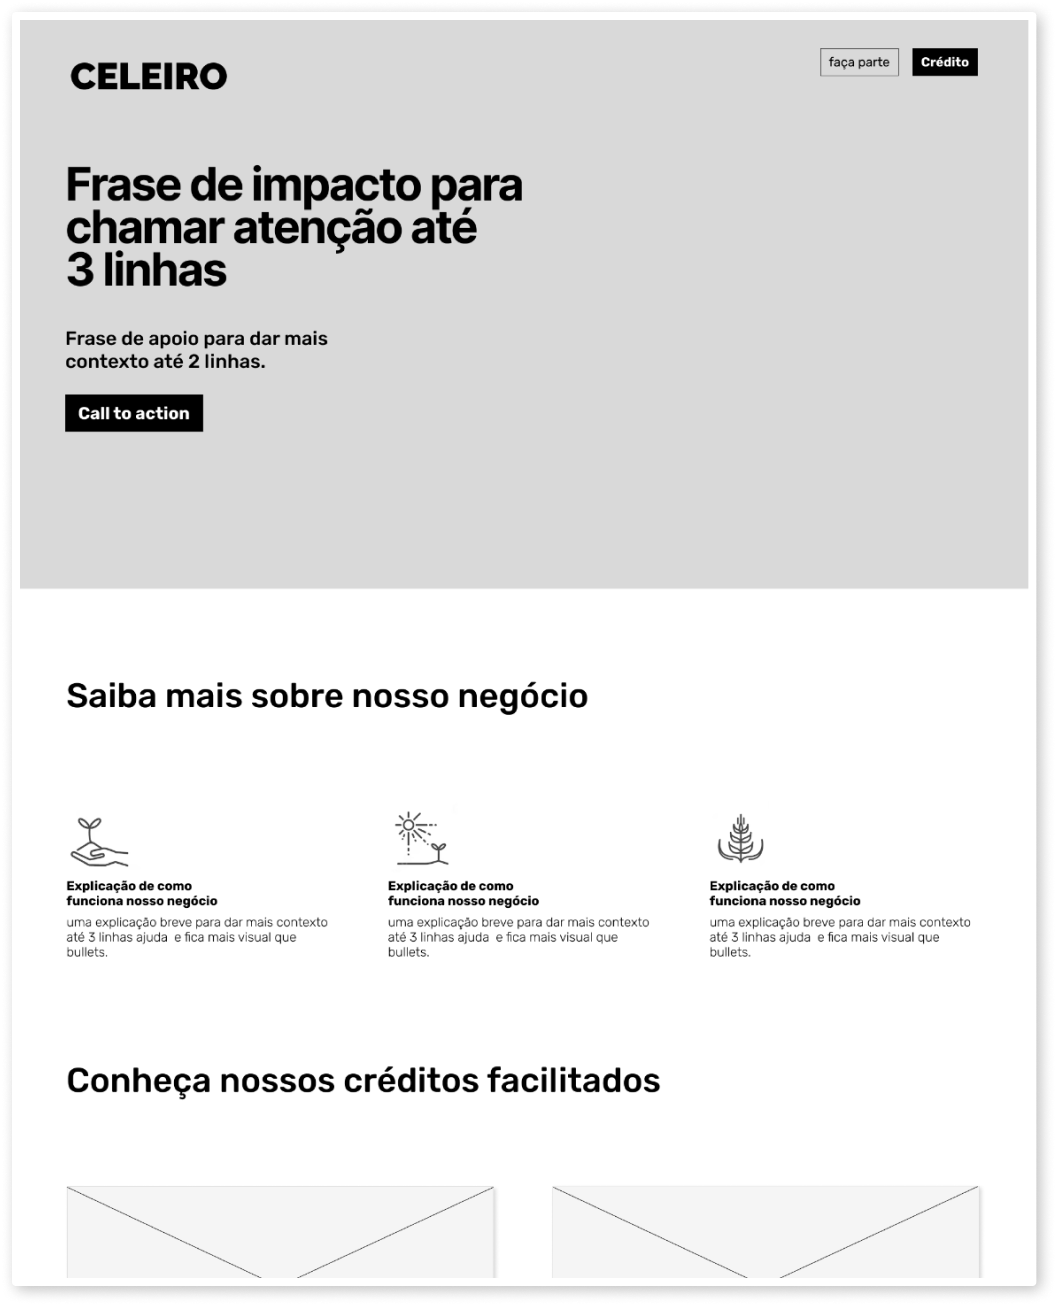 CELEIRO
faça parte
Crédito
Frase de impacto para
chamar atenção até
3 linhas
Frase de apoio para dar mais
contexto até 2 linhas.
Call to action
Saiba mais sobre nosso negócio
Explicação de como
funciona nosso negócio
uma explicação breve para dar mais contexto
até 3 linhas ajuda  e fica mais visual que
bullets.
Explicação de como
funciona nosso negócio
uma explicação breve para dar mais contexto
até 3 linhas ajuda  e fica mais visual que
bullets.
Explicação de como
funciona nosso negócio
uma explicação breve para dar mais contexto
até 3 linhas ajuda  e fica mais visual que
bullets.
Conheça nossos créditos facilitados